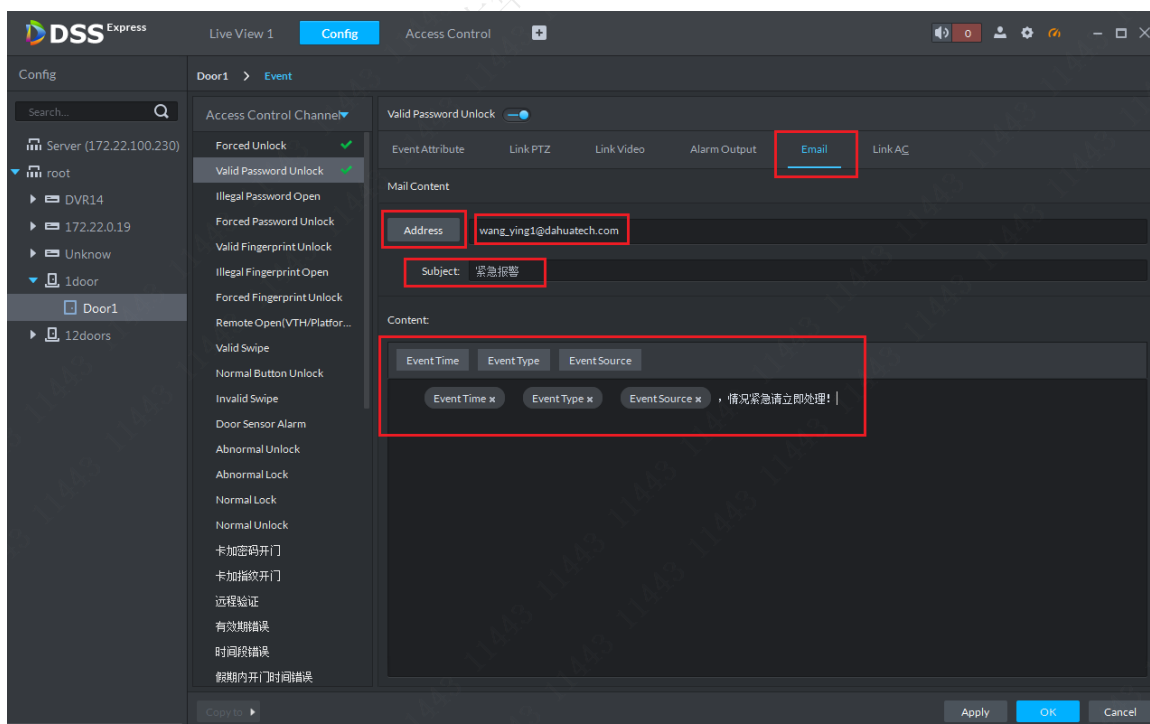 DSS Express
Live View 1
Config
Access Control
0
Config
Door1 > Event
Search...
Server (172.22.100.230)
root
DVR14
172.22.0.19
Unknow
1door
Door1
12doors
Access Control Channel
Forced Unlock
Valid Password Unlock
Illegal Password Open
Forced Password Unlock
Valid Fingerprint Unlock
Illegal Fingerprint Open
Forced Fingerprint Unlock
Remote Open(VTH/Platfor...
Valid Swipe
Normal Button Unlock
Invalid Swipe
Door Sensor Alarm
Abnormal Unlock
Abnormal Lock
Normal Lock
Normal Unlock
卡加密码开门
卡加指纹开门
远程验证
有效期错误
时间段错误
假期内开门时间错误
Valid Password Unlock
Event Attribute
Link PTZ
Link Video
Alarm Output
Email
Link AC
Mail Content
Address
wang_ying1@dahuatech.com
Subject: 紧急报警
Content:
Event Time
Event Type
Event Source
Event Time x Event Type x Event Source x ，情况紧急请立即处理！
Copy to
Apply
OK
Cancel
11443 11443 11443